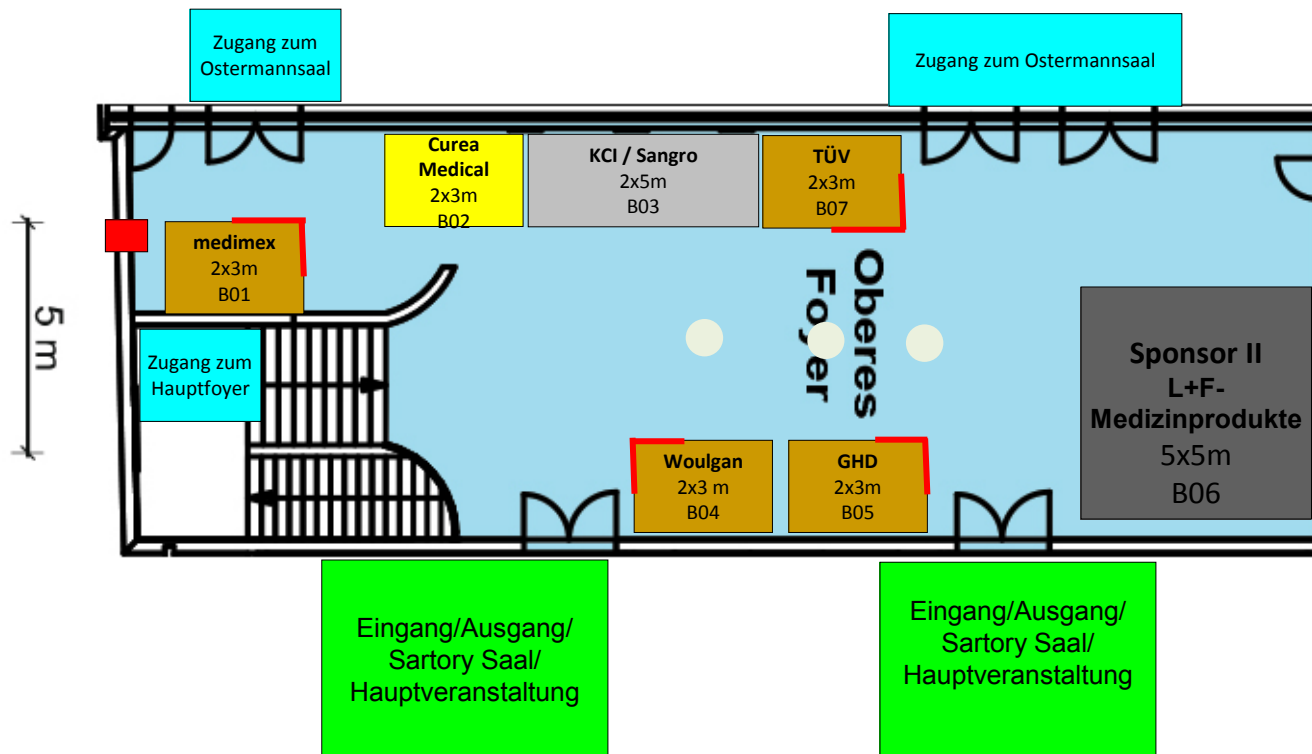 Zugang zum
Ostermannsaal
Zugang zum Ostermannsaal
Curea
Medical
2x3m
B02
KCI / Sangro
2x5m
B03
TÜV
2x3m
B07
medimex
2x3m
B01
5 m
Oberes
Foyer
Zugang zum
Hauptfoyer
Sponsor II
L+F-
Medizinprodukte
5x5m
B06
Woulgan
2x3 m
B04
GHD
2x3m
B05
Eingang/Ausgang/
Sartory Saal/
Hauptveranstaltung
Eingang/Ausgang/
Sartory Saal/
Hauptveranstaltung